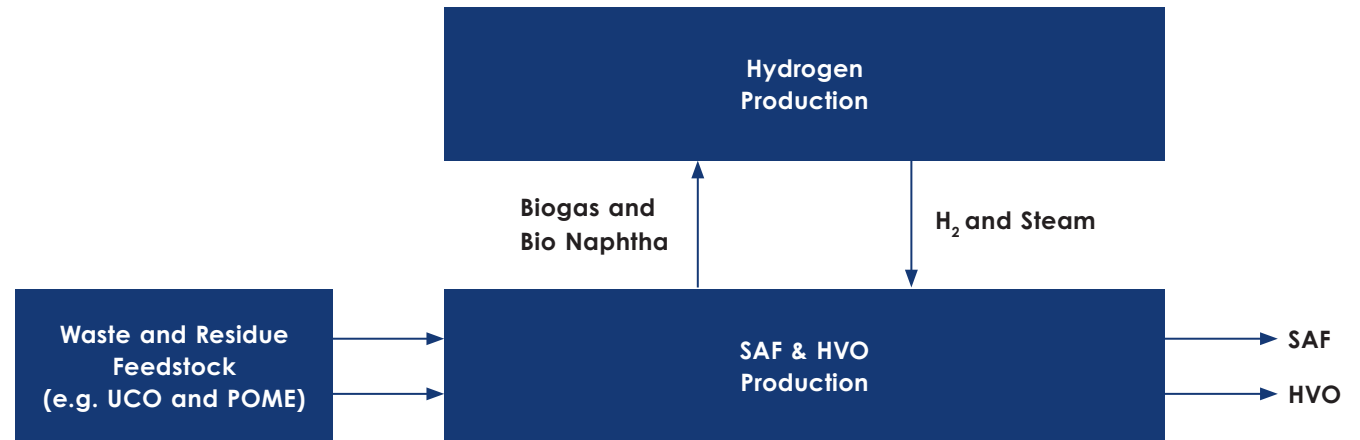 Hydrogen
Production
Biogas and
Bio Naphtha
H₂ and Steam
Waste and Residue
Feedstock
(e.g. UCO and POME)
SAF & HVO
Production
SAF
HVO